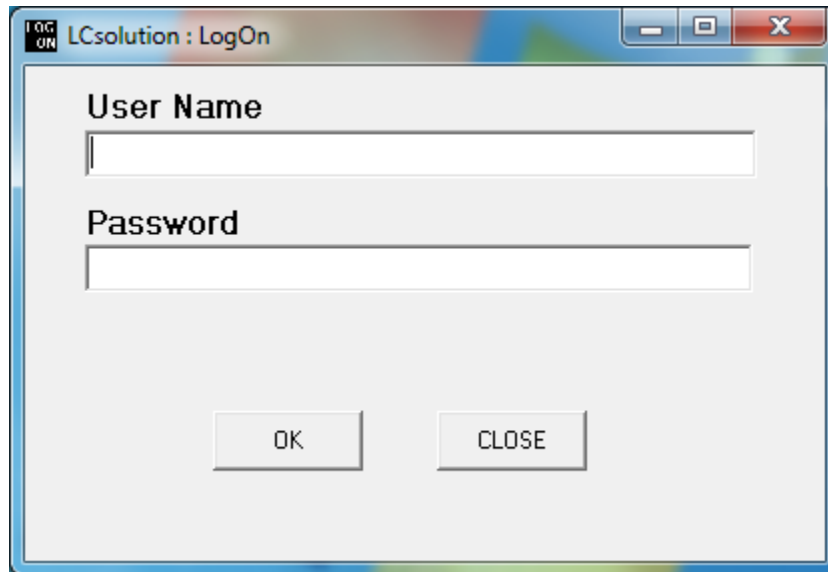 LOG
ON
LCsolution : LogOn
User Name
Password
OK
CLOSE